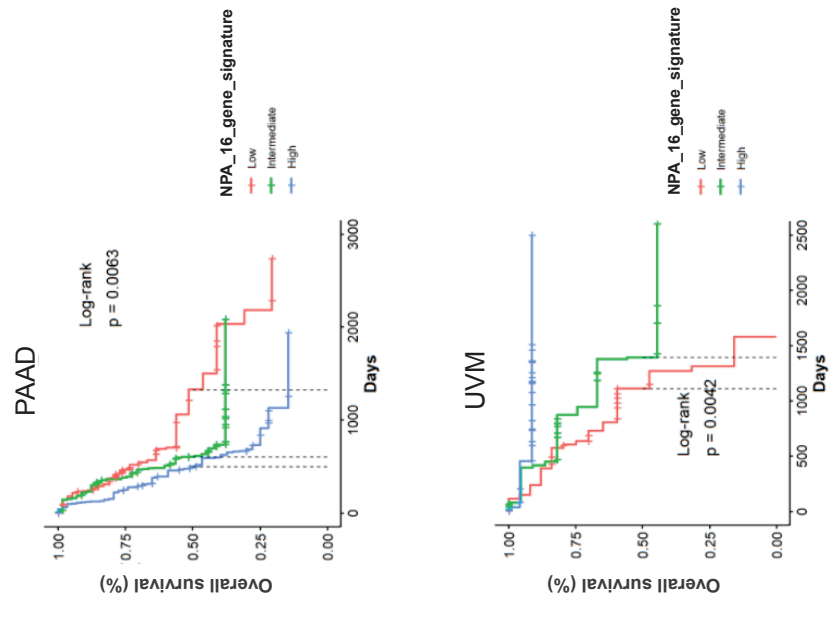 PAAD
Log-rank
p = 0.0063
NPA_16_gene_signature
Low
Intermediate
High
Overall survival (%)
1.00
0.75
0.50
0.25
0.00
0
1000
2000
3000
Days
UVM
Log-rank
p = 0.0042
NPA_16_gene_signature
Low
Intermediate
High
Overall survival (%)
1.00
0.75
0.50
0.25
0.00
0
500
1000
1500
2000
2500
Days